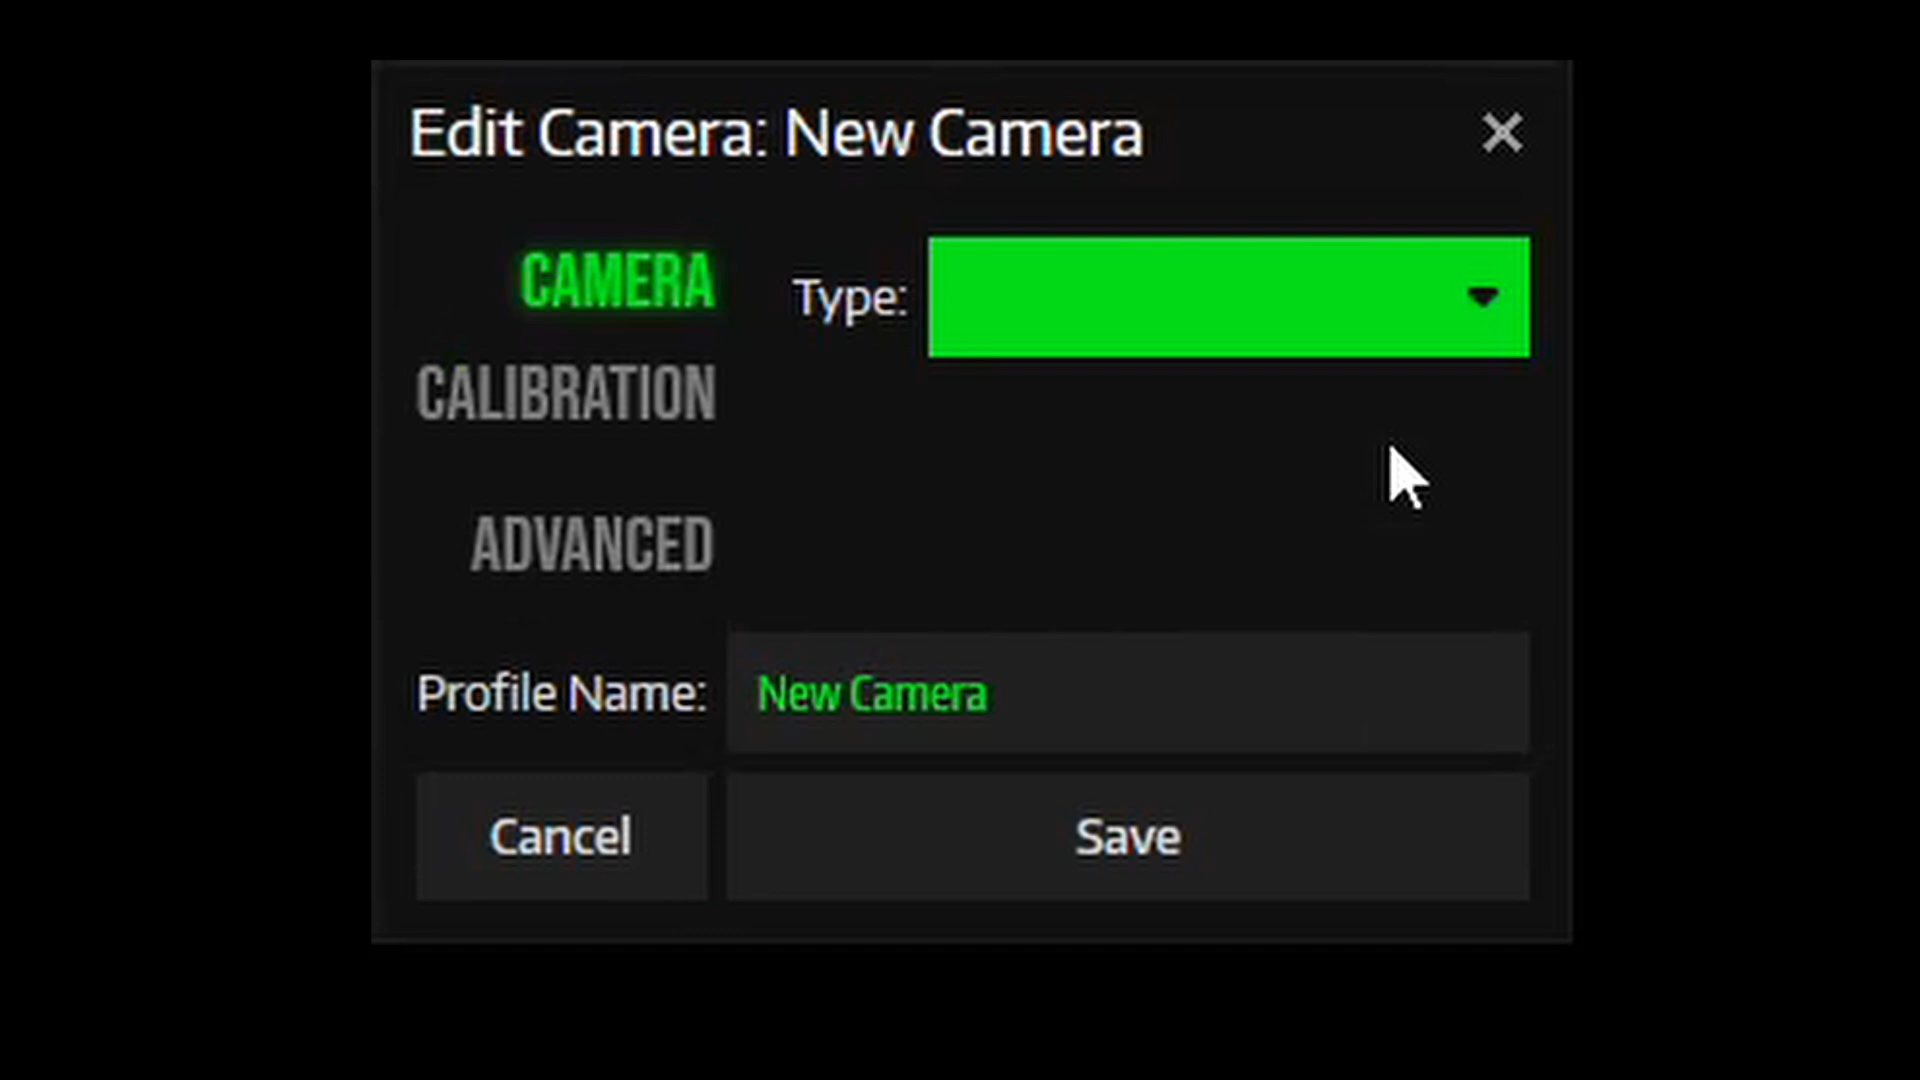 Edit Camera: New Camera
CAMERA
Type:
CALIBRATION
ADVANCED
Profile Name: New Camera
Cancel Save